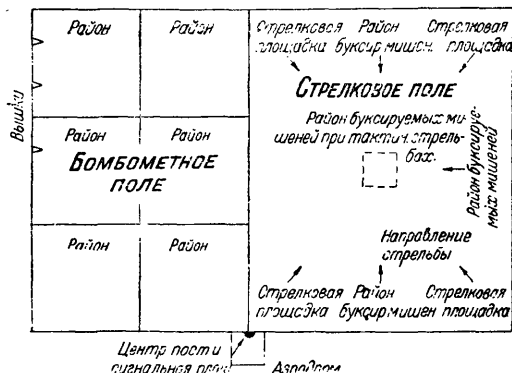 Район Район
Стрелковая
площадка
Район
буксир мишен.
Стрелковая
площадка
Стрелковое поле
Район буксируемых ми-
шеней при тактич. стрель-
бах.
Вышки
Район Район
Бомбометное
поле
Район буксируе-
мых мишеней
Район Район
Направление
стрельбы
Стрелковая
площадка
Район
буксир мишен
Стрелковая
площадка
Центр пост и
сигнальная площ.
Аэродром